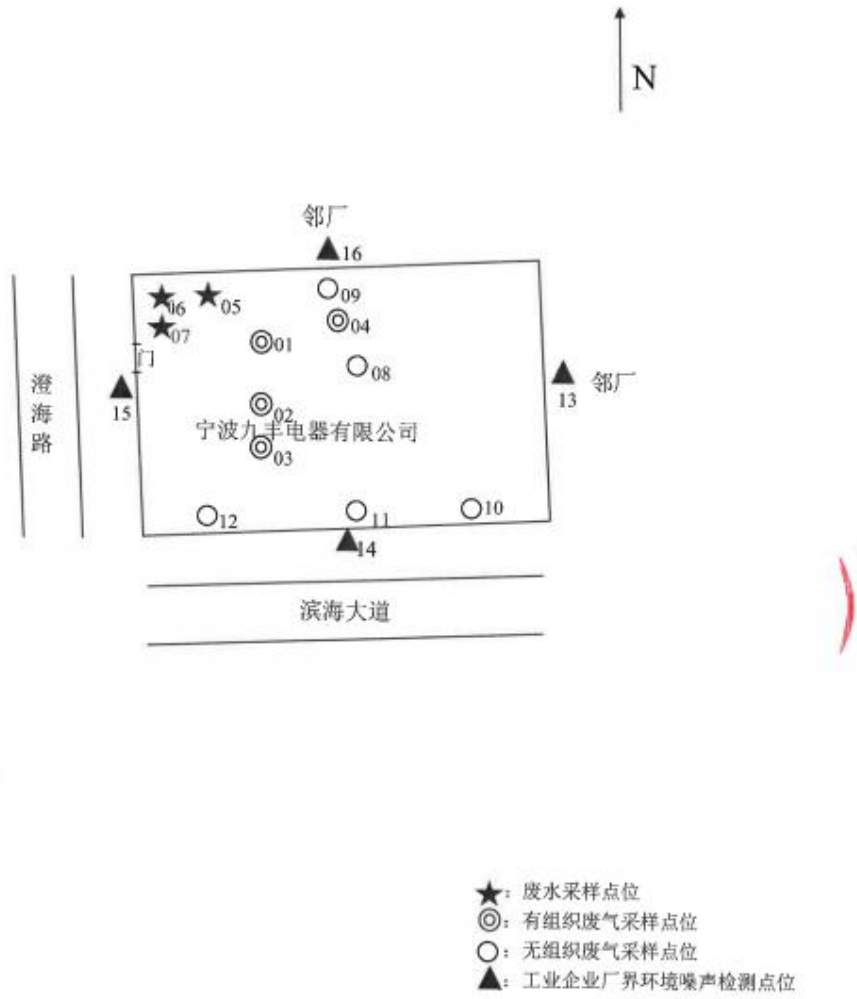 N
邻厂
16
09
06
05
07
04
01
门
08
澄海路
15
13
邻厂
02
宁波九丰电器有限公司
03
12
11
10
14
滨海大道
★：废水采样点位
◎：有组织废气采样点位
○：无组织废气采样点位
▲：工业企业厂界环境噪声检测点位